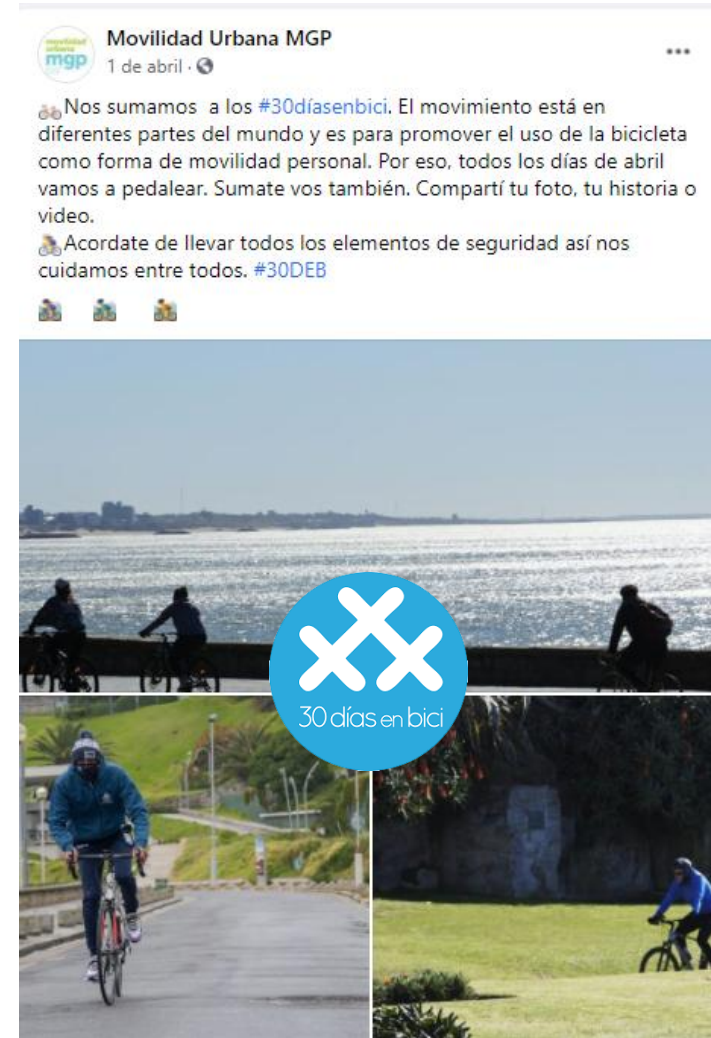 Movilidad Urbana MGP
movilidad
urbana
mgp
1 de abril ·
Nos sumamos a los #30díasenbici. El movimiento está en
diferentes partes del mundo y es para promover el uso de la bicicleta
como forma de movilidad personal. Por eso, todos los días de abril
vamos a pedalear. Sumate vos también. Compartí tu foto, tu historia o
video.
Acordate de llevar todos los elementos de seguridad así nos
cuidamos entre todos. #30DEB
30 días en bici